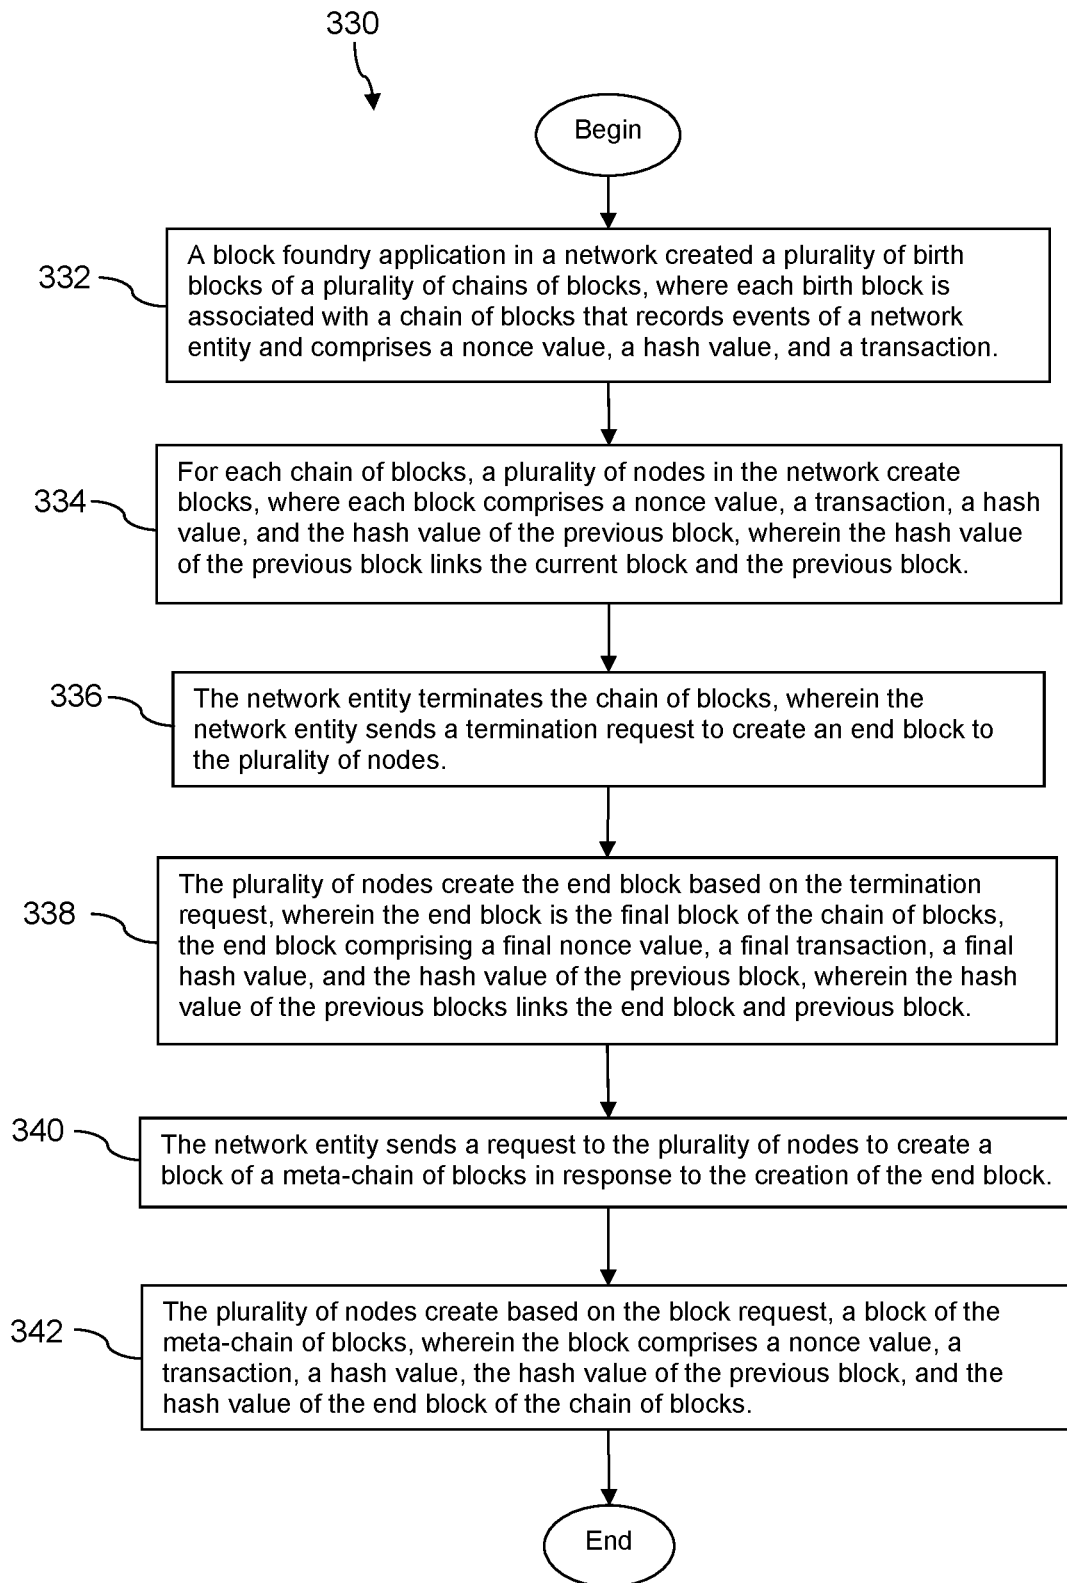 330
Begin
332
A block foundry application in a network created a plurality of birth
blocks of a plurality of chains of blocks, where each birth block is
associated with a chain of blocks that records events of a network
entity and comprises a nonce value, a hash value, and a transaction.
334
For each chain of blocks, a plurality of nodes in the network create
blocks, where each block comprises a nonce value, a transaction, a hash
value, and the hash value of the previous block, wherein the hash value
of the previous block links the current block and the previous block.
336
The network entity terminates the chain of blocks, wherein the
network entity sends a termination request to create an end block to
the plurality of nodes.
338
The plurality of nodes create the end block based on the termination
request, wherein the end block is the final block of the chain of blocks,
the end block comprising a final nonce value, a final transaction, a final
hash value, and the hash value of the previous block, wherein the hash
value of the previous blocks links the end block and previous block.
340
The network entity sends a request to the plurality of nodes to create a
block of a meta-chain of blocks in response to the creation of the end block.
342
The plurality of nodes create based on the block request, a block of the
meta-chain of blocks, wherein the block comprises a nonce value, a
transaction, a hash value, the hash value of the previous block, and the
hash value of the end block of the chain of blocks.
End